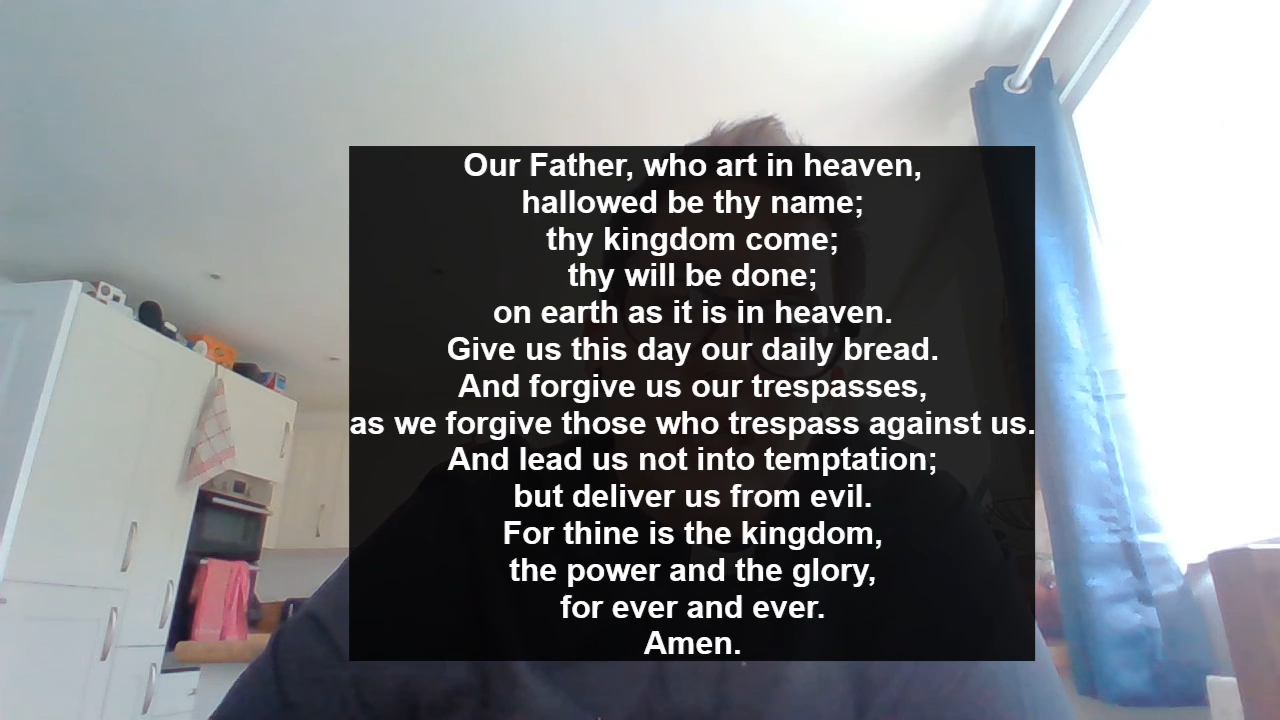 Our Father, who art in heaven,
hallowed be thy name;
thy kingdom come;
thy will be done;
on earth as it is in heaven.
Give us this day our daily bread.
And forgive us our trespasses,
as we forgive those who trespass against us.
And lead us not into temptation;
but deliver us from evil.
For thine is the kingdom,
the power and the glory,
for ever and ever.
Amen.